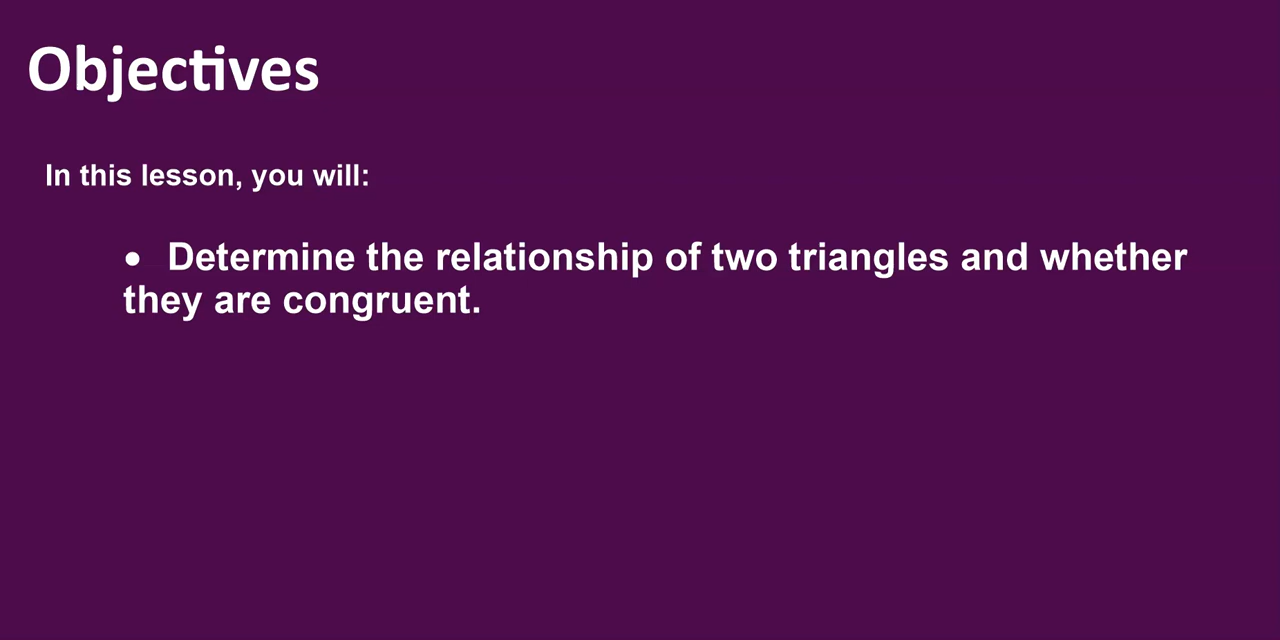 Objectives
In this lesson, you will:
• Determine the relationship of two triangles and whether
they are congruent.